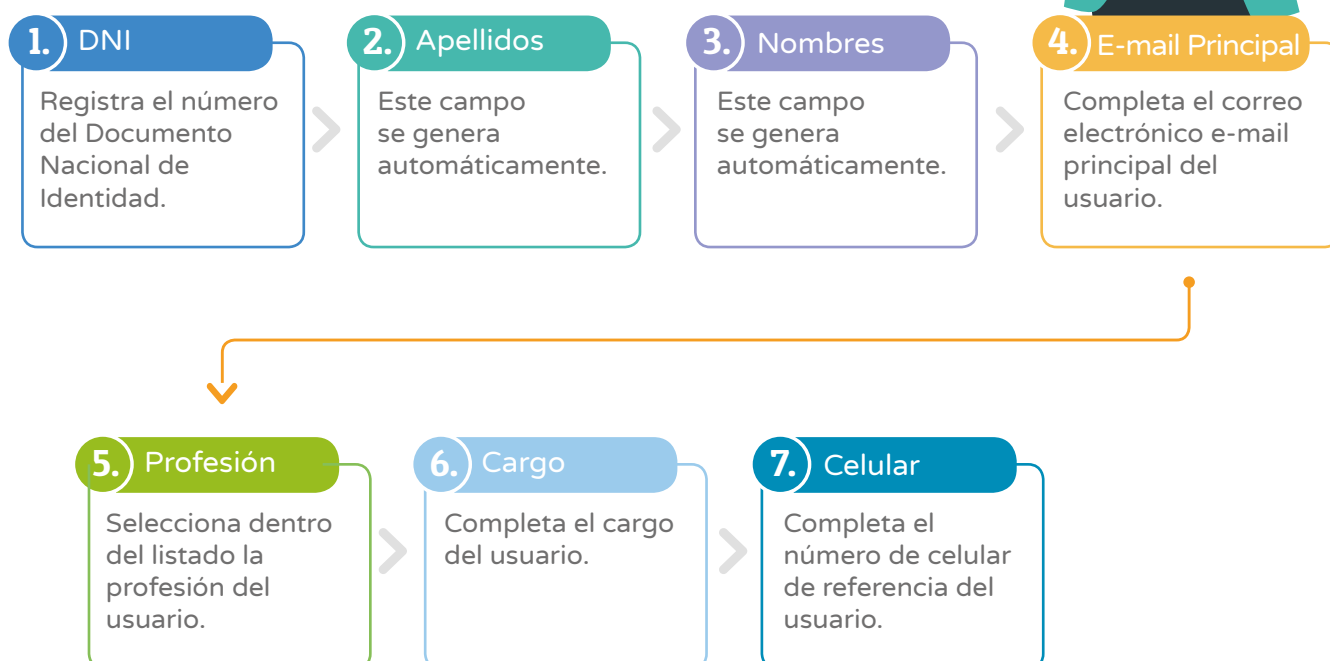 1. DNI
Registra el número
del Documento
Nacional de
Identidad.
2. Apellidos
Este campo
se genera
automáticamente.
3. Nombres
Este campo
se genera
automáticamente.
4. E-mail Principal
Completa el correo
electrónico e-mail
principal del
usuario.
5. Profesión
Selecciona dentro
del listado la
profesión del
usuario.
6. Cargo
Completa el cargo
del usuario.
7. Celular
Completa el
número de celular
de referencia del
usuario.